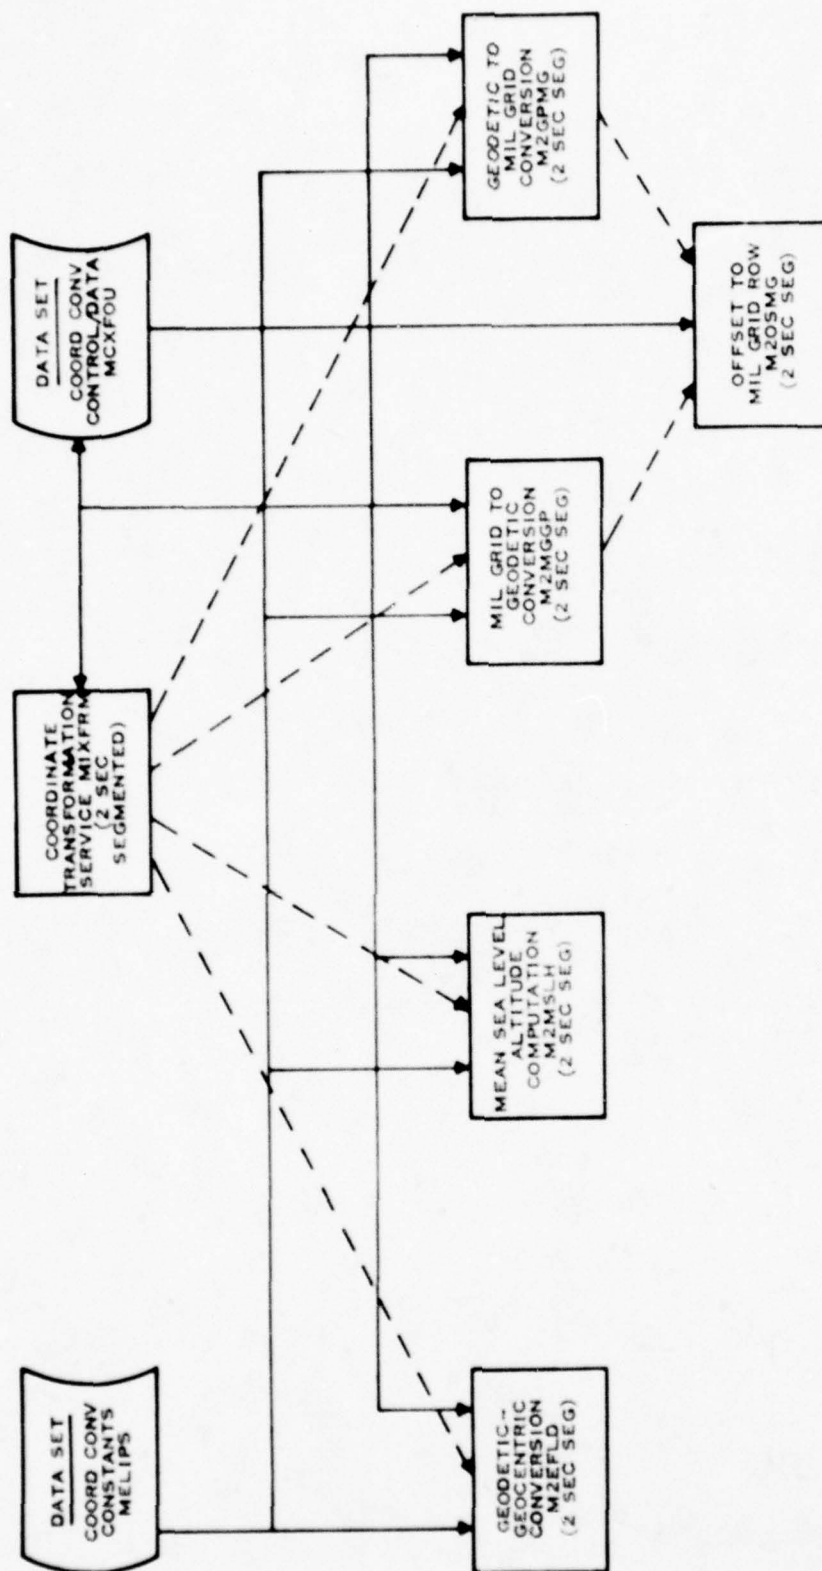 DATA SET
COORD CONV
CONSTANTS
MELIPS
COORDINATE
TRANSFORMATION
SERVICE MIXFRM
(2 SEC
SEGMENTED)
DATA SET
COORD CONV
CONTROL/DATA
MCXFOU
GEODETIC-
GEOCENTRIC
CONVERSION
M2EFLD
(2 SEC SEG)
MEAN SEA LEVEL
ALTITUDE
COMPUTATION
M2MSLH
(2 SEC SEG)
MIL GRID TO
GEODETIC
CONVERSION
M2MGGP
(2 SEC SEG)
GEODETIC TO
MIL GRID
CONVERSION
M2GPMG
(2 SEC SEG)
OFFSET TO
MIL GRID ROW
M2OSMG
(2 SEC SEG)